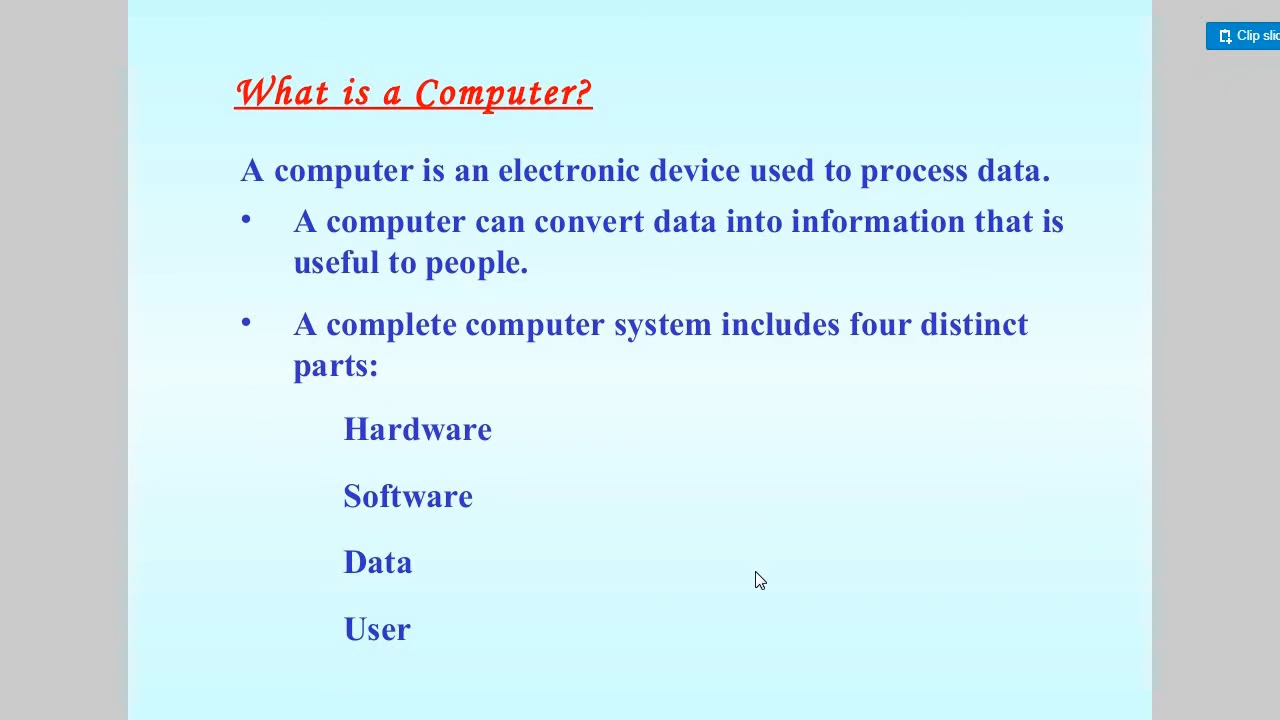 Clip
What is a Computer?
A computer is an electronic device used to process data.
• A computer can convert data into information that is
useful to people.
• A complete computer system includes four distinct
parts:
Hardware
Software
Data
User